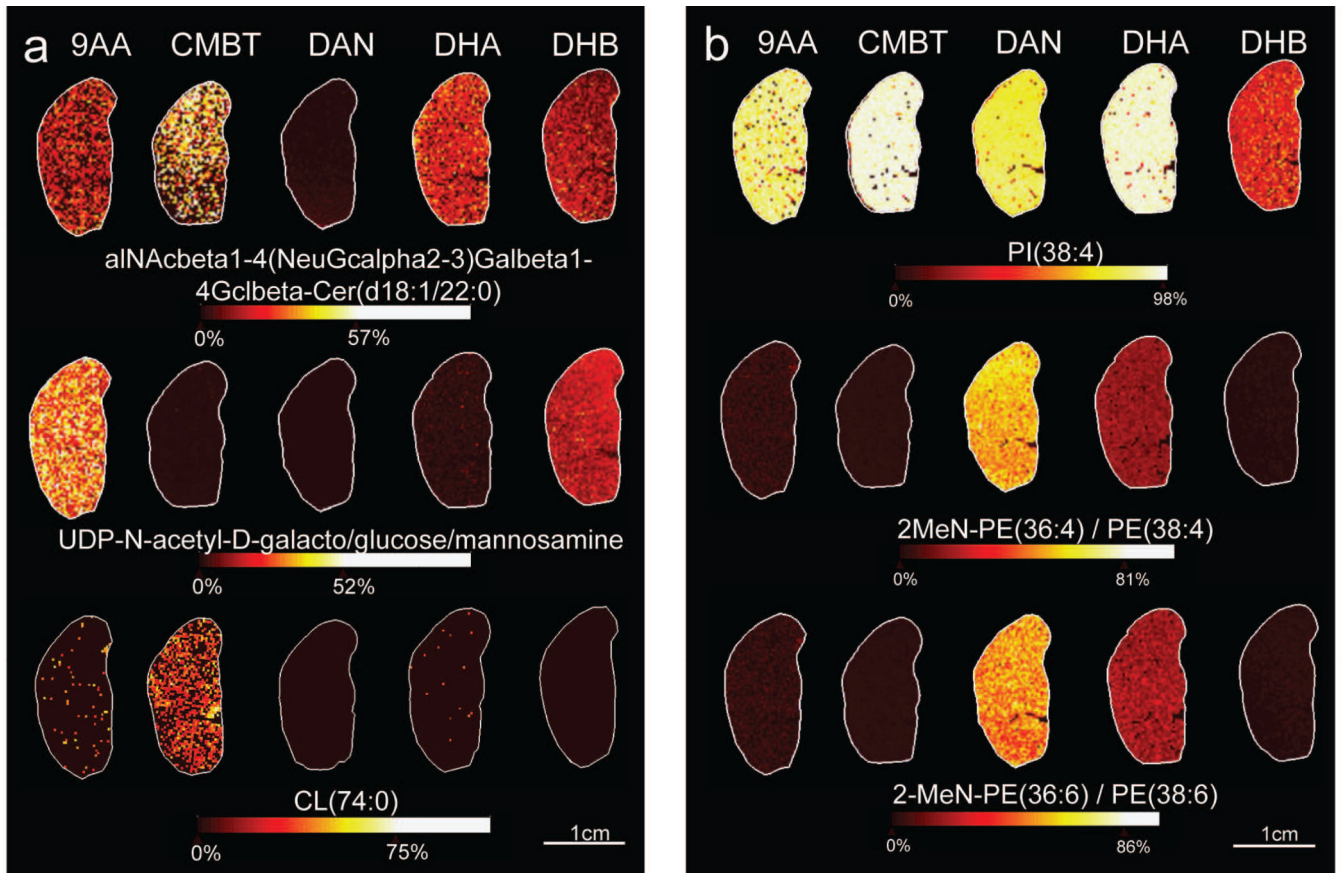 a
9AA CMBT DAN DHA DHB
alNAcbeta1-4(NeuGcalpha2-3)Galbeta1-
4Gclbeta-Cer(d18:1/22:0)
0% 57%
UDP-N-acetyl-D-galacto/glucose/mannosamine
0% 52%
CL(74:0)
0% 75%
1cm
b
9AA CMBT DAN DHA DHB
PI(38:4)
0% 98%
2MeN-PE(36:4) / PE(38:4)
0% 81%
2-MeN-PE(36:6) / PE(38:6)
0% 86%
1cm